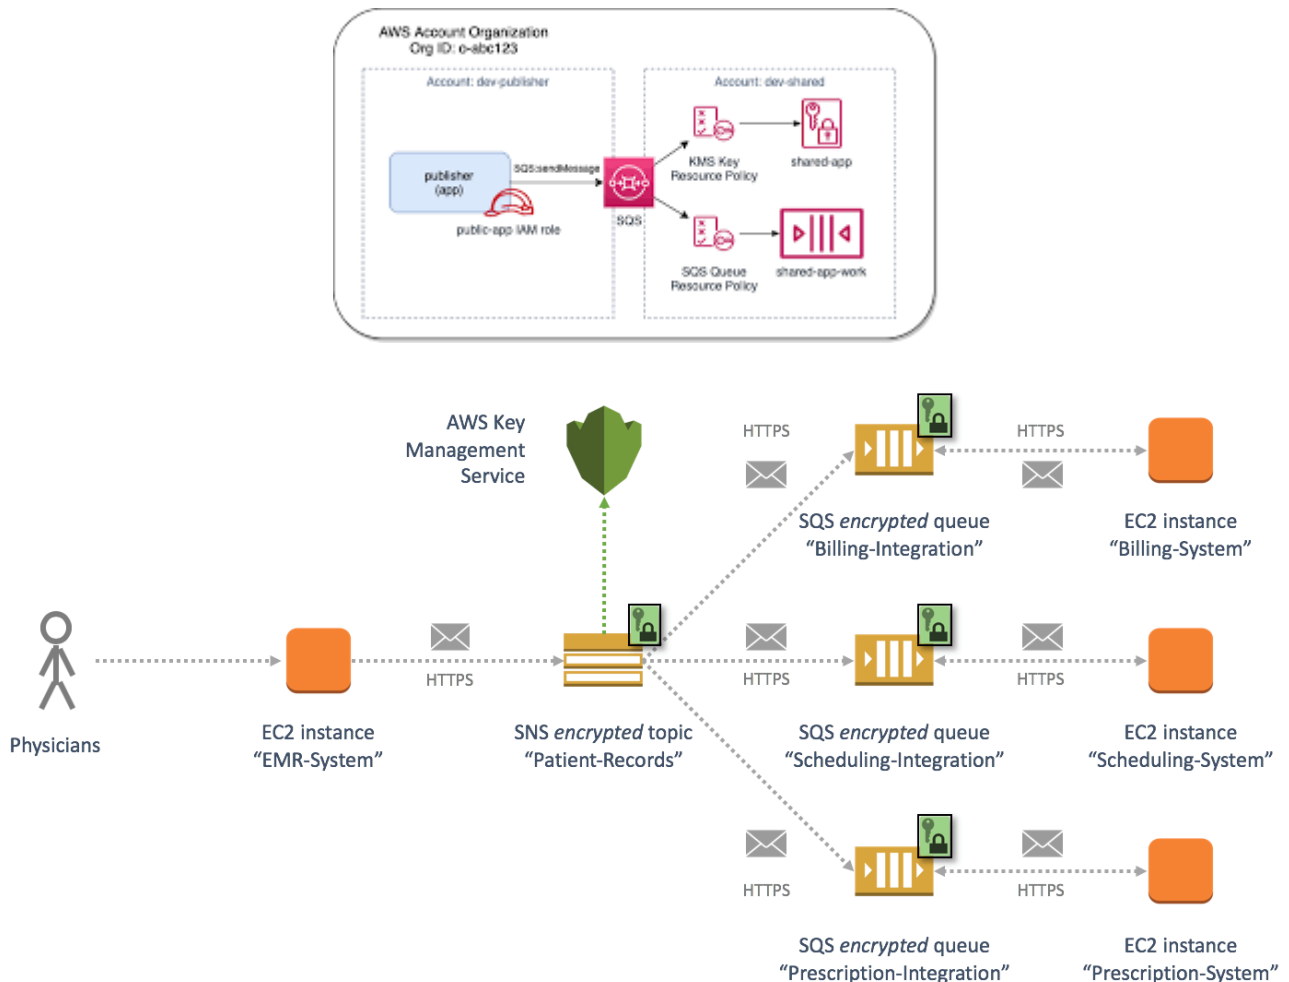 AWS Account Organization
Org ID: o-abc123
Account: dev-publisher
Account: dev-shared
publisher
(app)
SQS:sendMessage
public-app IAM role
SQS
KMS Key
Resource Policy
shared-app
SQS Queue
Resource Policy
shared-app-work
AWS Key
Management
Service
HTTPS
HTTPS
SQS encrypted queue
“Billing-Integration”
EC2 instance
“Billing-System”
Physicians
EC2 instance
“EMR-System”
HTTPS
SNS encrypted topic
“Patient-Records”
HTTPS
HTTPS
SQS encrypted queue
“Scheduling-Integration”
EC2 instance
“Scheduling-System”
HTTPS
HTTPS
SQS encrypted queue
“Prescription-Integration”
EC2 instance
“Prescription-System”